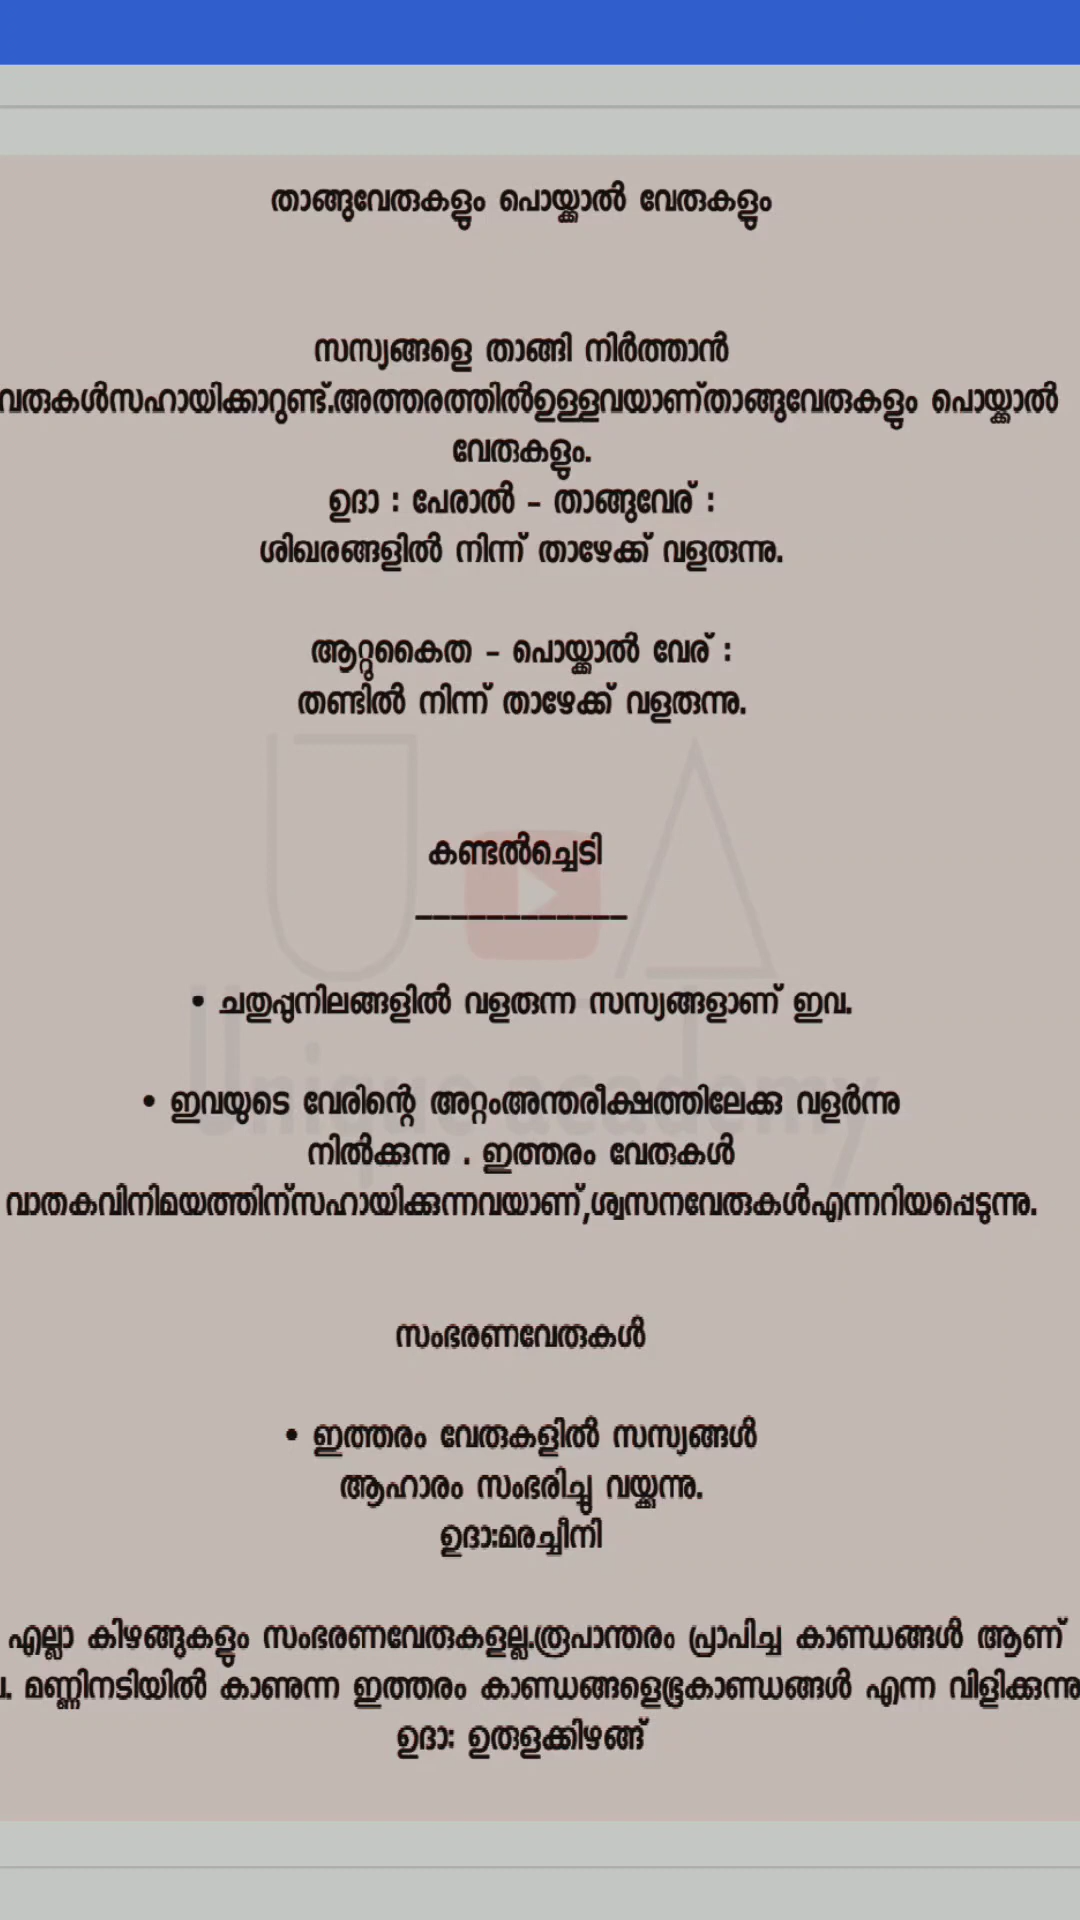 താങ്ങുവേരുകളും പൊയ്ക്കാൽ വേരുകളും
സസ്യങ്ങളെ താങ്ങി നിർത്താൻ
വേരുകൾസഹായിക്കാറുണ്ട്.അത്തരത്തിൽഉള്ളവയാണ്താങ്ങുവേരുകളും പൊയ്ക്കാൽ
വേരുകളും.
ഉദാ : പേരാൽ - താങ്ങുവേര് :
ശിഖരങ്ങളിൽ നിന്ന് താഴേക്ക് വളരുന്നു.
ആറ്റുകൈത - പൊയ്ക്കാൽ വേര് :
തണ്ടിൽ നിന്ന് താഴേക്ക് വളരുന്നു.
കണ്ടൽച്ചെടി
------------
• ചതുപ്പുനിലങ്ങളിൽ വളരുന്ന സസ്യങ്ങളാണ് ഇവ.
Unique academy
• ഇവയുടെ വേരിന്റെ അറ്റംഅന്തരീക്ഷത്തിലേക്കു വളർന്നു
നിൽക്കുന്നു . ഇത്തരം വേരുകൾ
വാതകവിനിമയത്തിന്സഹായിക്കുന്നവയാണ്,ശ്വസനവേരുകൾഎന്നറിയപ്പെടുന്നു.
സംഭരണവേരുകൾ
• ഇത്തരം വേരുകളിൽ സസ്യങ്ങൾ
ആഹാരം സംഭരിച്ചു വയ്ക്കുന്നു.
ഉദാ:മരച്ചീനി
എല്ലാ കിഴങ്ങുകളും സംഭരണവേരുകളല്ല.രൂപാന്തരം പ്രാപിച്ച കാണ്ഡങ്ങൾ ആണ്
. മണ്ണിനടിയിൽ കാണുന്ന ഇത്തരം കാണ്ഡങ്ങളെഭൂകാണ്ഡങ്ങൾ എന്ന വിളിക്കുന്നു
ഉദാ: ഉരുളക്കിഴങ്ങ്